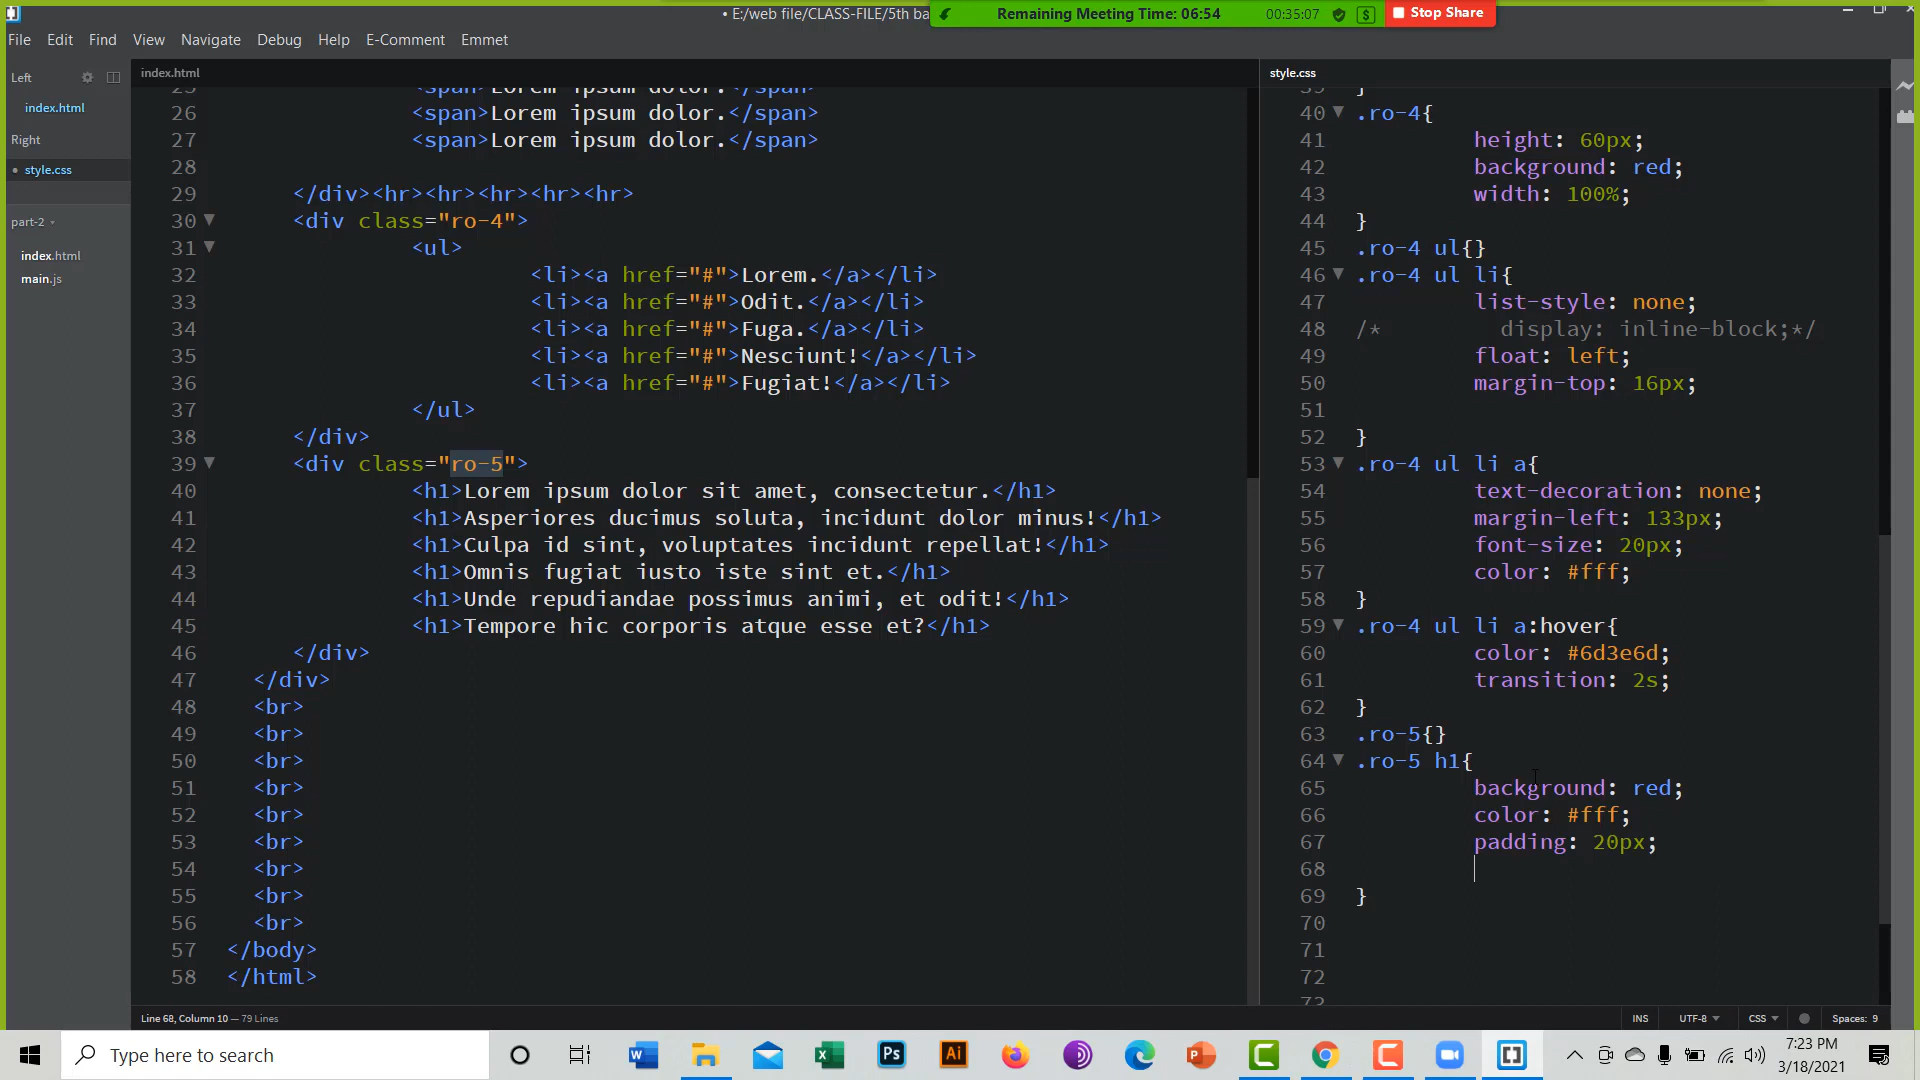 • E:/web file/CLASS-FILE/5th ba
Remaining Meeting Time: 06:54
00:35:07
Stop Share
File Edit Find View Navigate Debug Help E-Comment Emmet
Left
index.html
Right
• style.css
part-2
index.html
main.js
index.html
26 <span>Lorem ipsum dolor.</span>
27 <span>Lorem ipsum dolor.</span>
28
29 </div><hr><hr><hr><hr><hr>
30 <div class="ro-4">
31 <ul>
32 <li><a href="#">Lorem.</a></li>
33 <li><a href="#">Odit.</a></li>
34 <li><a href="#">Fuga.</a></li>
35 <li><a href="#">Nesciunt!</a></li>
36 <li><a href="#">Fugiat!</a></li>
37 </ul>
38 </div>
39 <div class="ro-5">
40 <h1>Lorem ipsum dolor sit amet, consectetur.</h1>
41 <h1>Asperiores ducimus soluta, incidunt dolor minus!</h1>
42 <h1>Culpa id sint, voluptates incidunt repellat!</h1>
43 <h1>Omnis fugiat iusto iste sint et.</h1>
44 <h1>Unde repudiandae possimus animi, et odit!</h1>
45 <h1>Tempore hic corporis atque esse et?</h1>
46 </div>
47 </div>
48 <br>
49 <br>
50 <br>
51 <br>
52 <br>
53 <br>
54 <br>
55 <br>
56 <br>
57 </body>
58 </html>
style.css
39 }
40 .ro-4{
41 height: 60px;
42 background: red;
43 width: 100%;
44 }
45 .ro-4 ul{}
46 .ro-4 ul li{
47 list-style: none;
48 /* display: inline-block;*/
49 float: left;
50 margin-top: 16px;
51
52 }
53 .ro-4 ul li a{
54 text-decoration: none;
55 margin-left: 133px;
56 font-size: 20px;
57 color: #fff;
58 }
59 .ro-4 ul li a:hover{
60 color: #6d3e6d;
61 transition: 2s;
62 }
63 .ro-5{}
64 .ro-5 h1{
65 background: red;
66 color: #fff;
67 padding: 20px;
68
69 }
70
71
72
Line 68, Column 10 — 79 Lines
INS UTF-8 CSS Spaces: 9
Type here to search
7:23 PM
3/18/2021